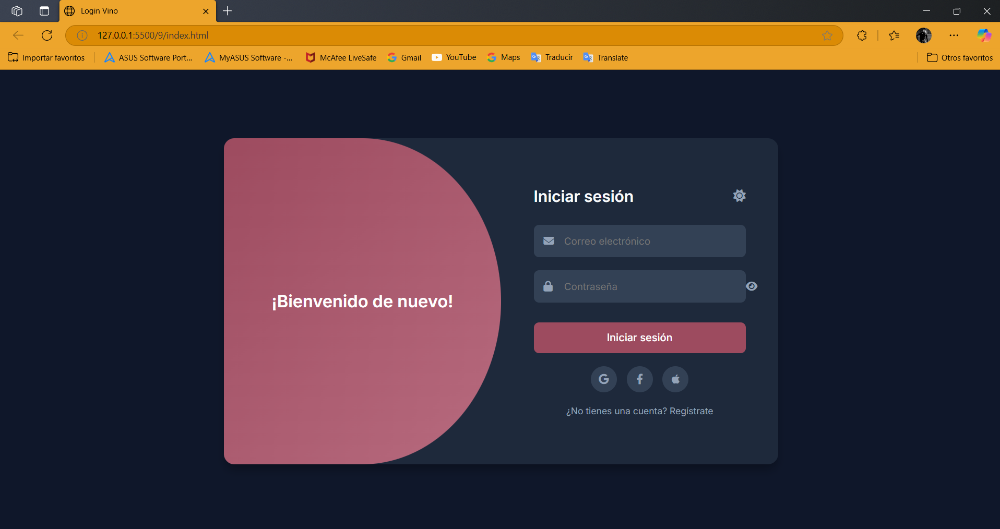 Login Vino
127.0.0.1:5500/9/index.html
Importar favoritos
ASUS Software Port...
MyASUS Software -...
McAfee LiveSafe
Gmail
YouTube
Maps
Traducir
Translate
Otros favoritos
¡Bienvenido de nuevo!
Iniciar sesión
Correo electrónico
Contraseña
Iniciar sesión
¿No tienes una cuenta? Regístrate